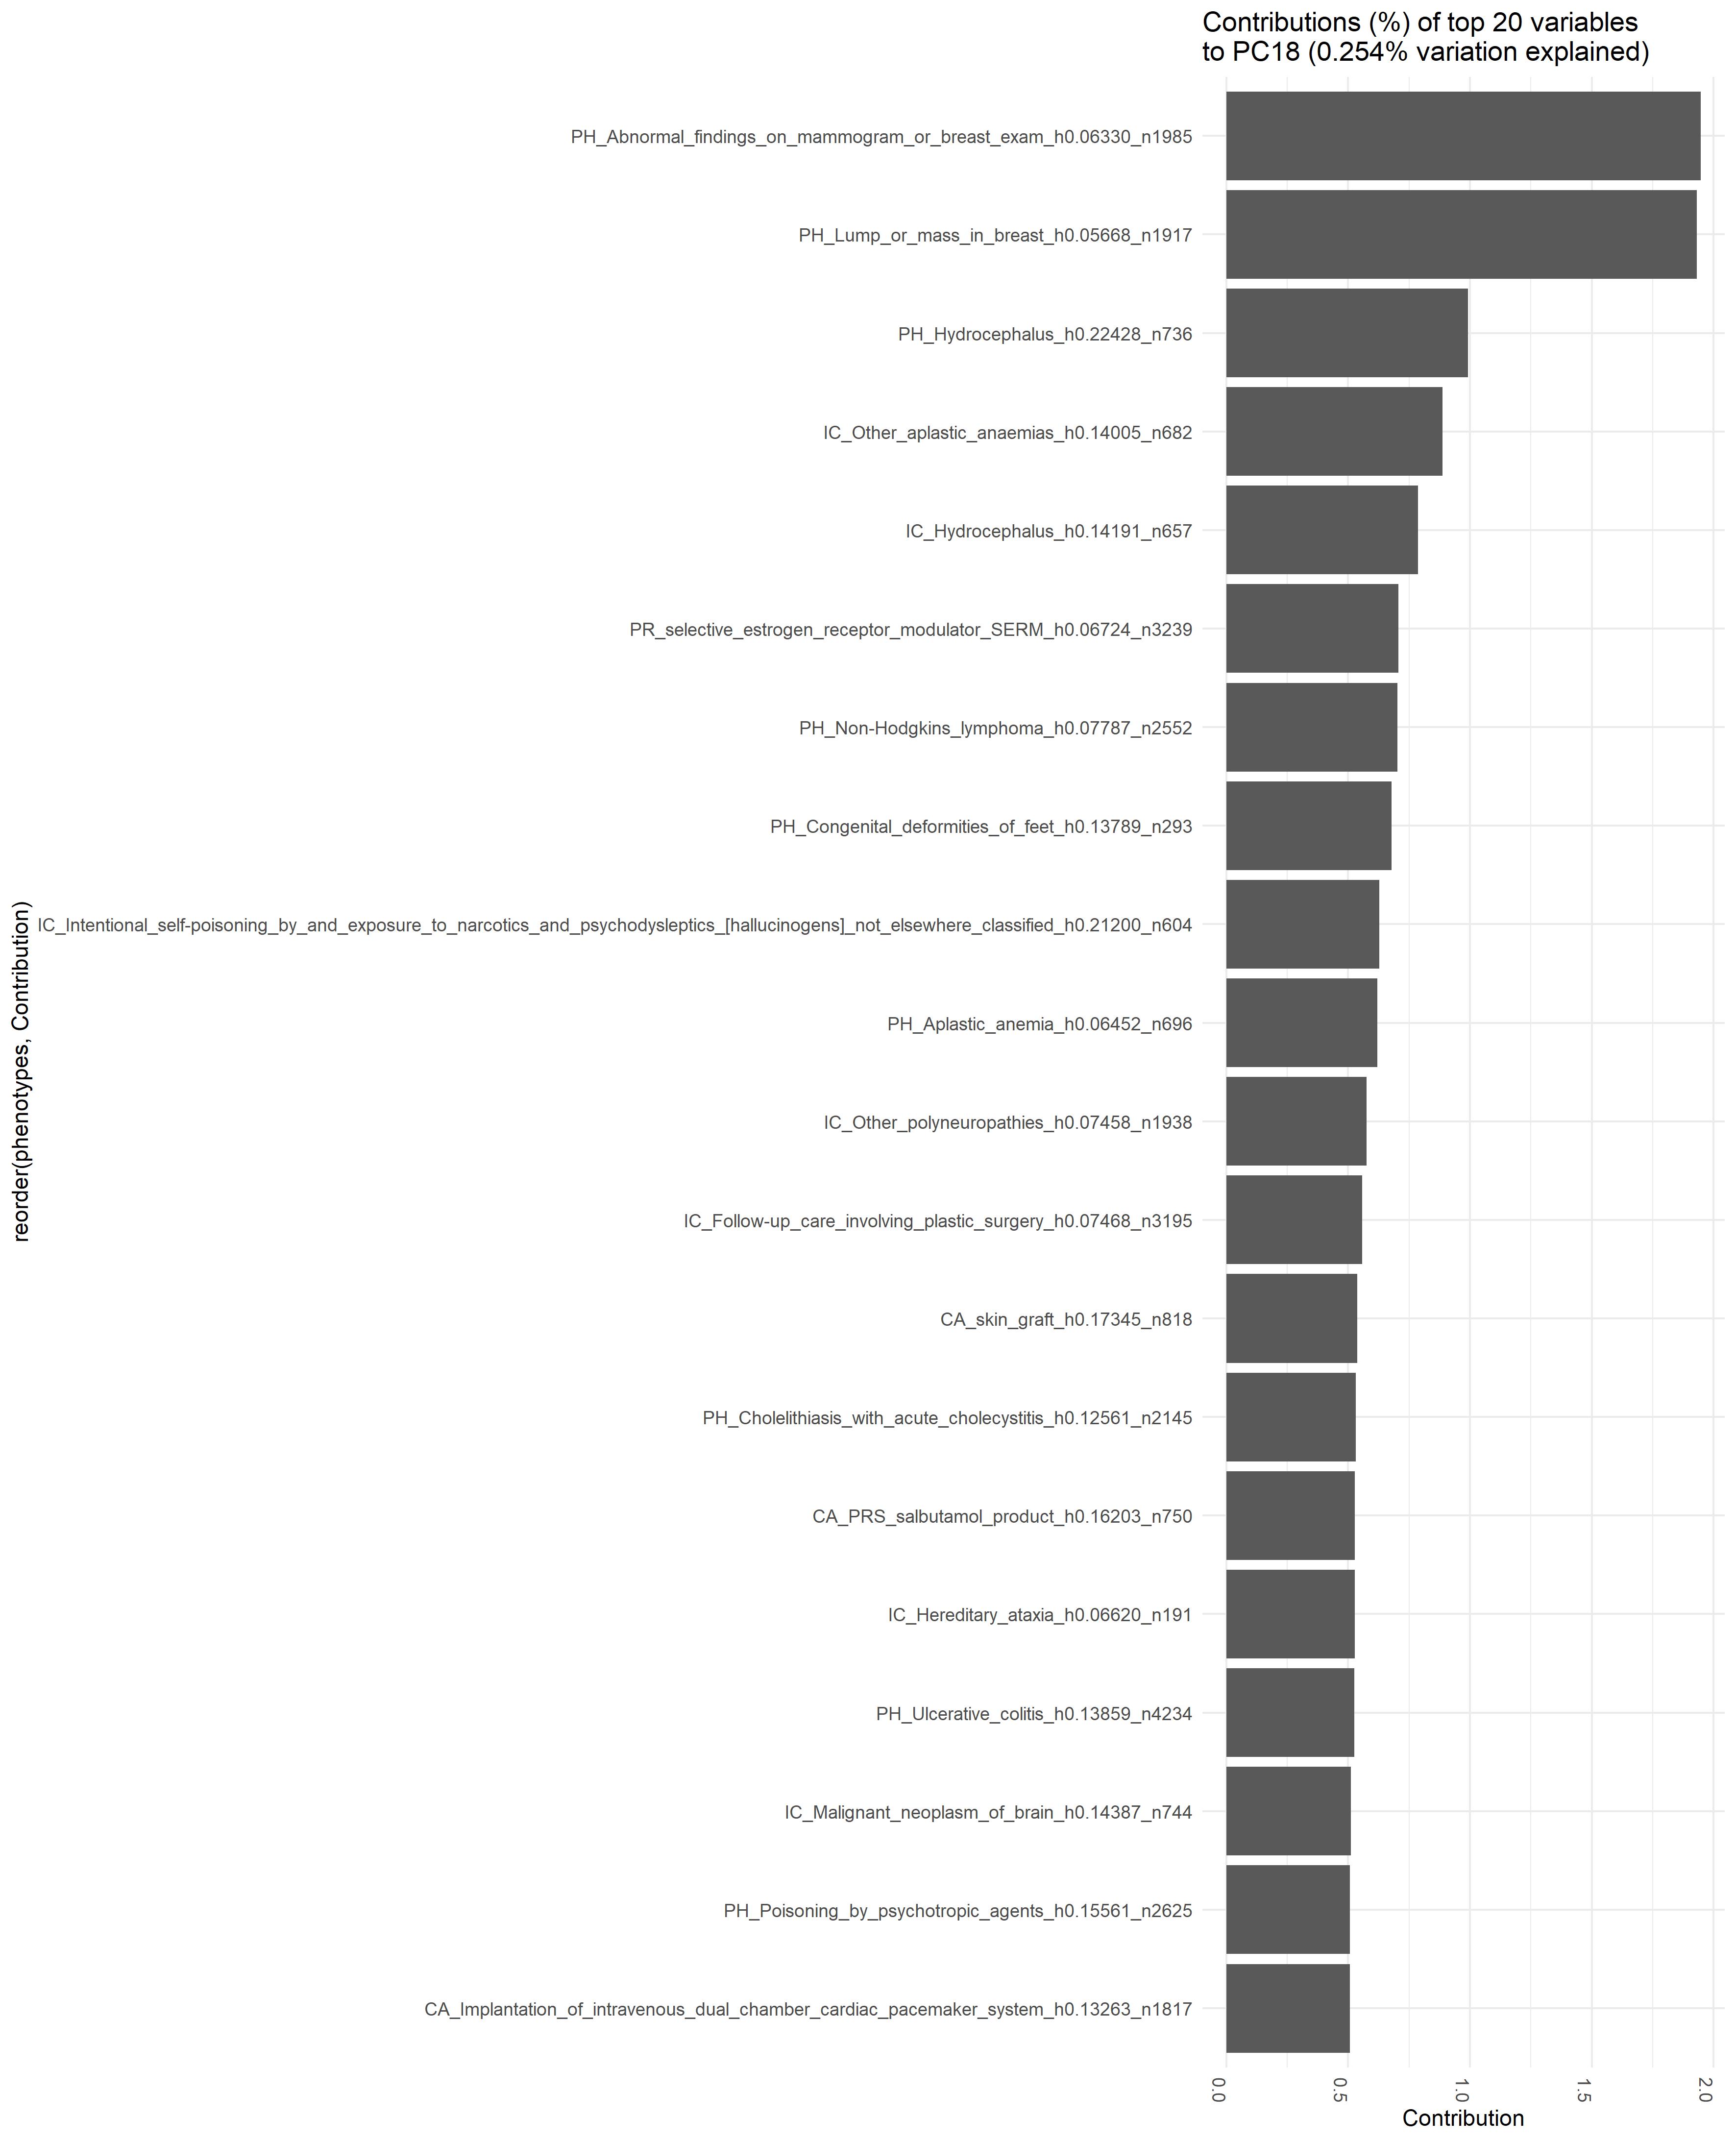 Contributions (%) of top 20 variables
to PC18 (0.254% variation explained)
PH_Abnormal_findings_on_mammogram_or_breast_exam_h0.06330_n1985
PH_Lump_or_mass_in_breast_h0.05668_n1917
PH_Hydrocephalus_h0.22428_n736
IC_Other_aplastic_anaemias_h0.14005_n682
IC_Hydrocephalus_h0.14191_n657
PR_selective_estrogen_receptor_modulator_SERM_h0.06724_n3239
PH_Non-Hodgkins_lymphoma_h0.07787_n2552
PH_Congenital_deformities_of_feet_h0.13789_n293
IC_Intentional_self-poisoning_by_and_exposure_to_narcotics_and_psychodysleptics_[hallucinogens]_not_elsewhere_classified_h0.21200_n604
PH_Aplastic_anemia_h0.06452_n696
IC_Other_polyneuropathies_h0.07458_n1938
IC_Follow-up_care_involving_plastic_surgery_h0.07468_n3195
CA_skin_graft_h0.17345_n818
PH_Cholelithiasis_with_acute_cholecystitis_h0.12561_n2145
CA_PRS_salbutamol_product_h0.16203_n750
IC_Hereditary_ataxia_h0.06620_n191
PH_Ulcerative_colitis_h0.13859_n4234
IC_Malignant_neoplasm_of_brain_h0.14387_n744
PH_Poisoning_by_psychotropic_agents_h0.15561_n2625
CA_Implantation_of_intravenous_dual_chamber_cardiac_pacemaker_system_h0.13263_n1817
reorder(phenotypes, Contribution)
0.0
0.5
1.0
1.5
2.0
Contribution